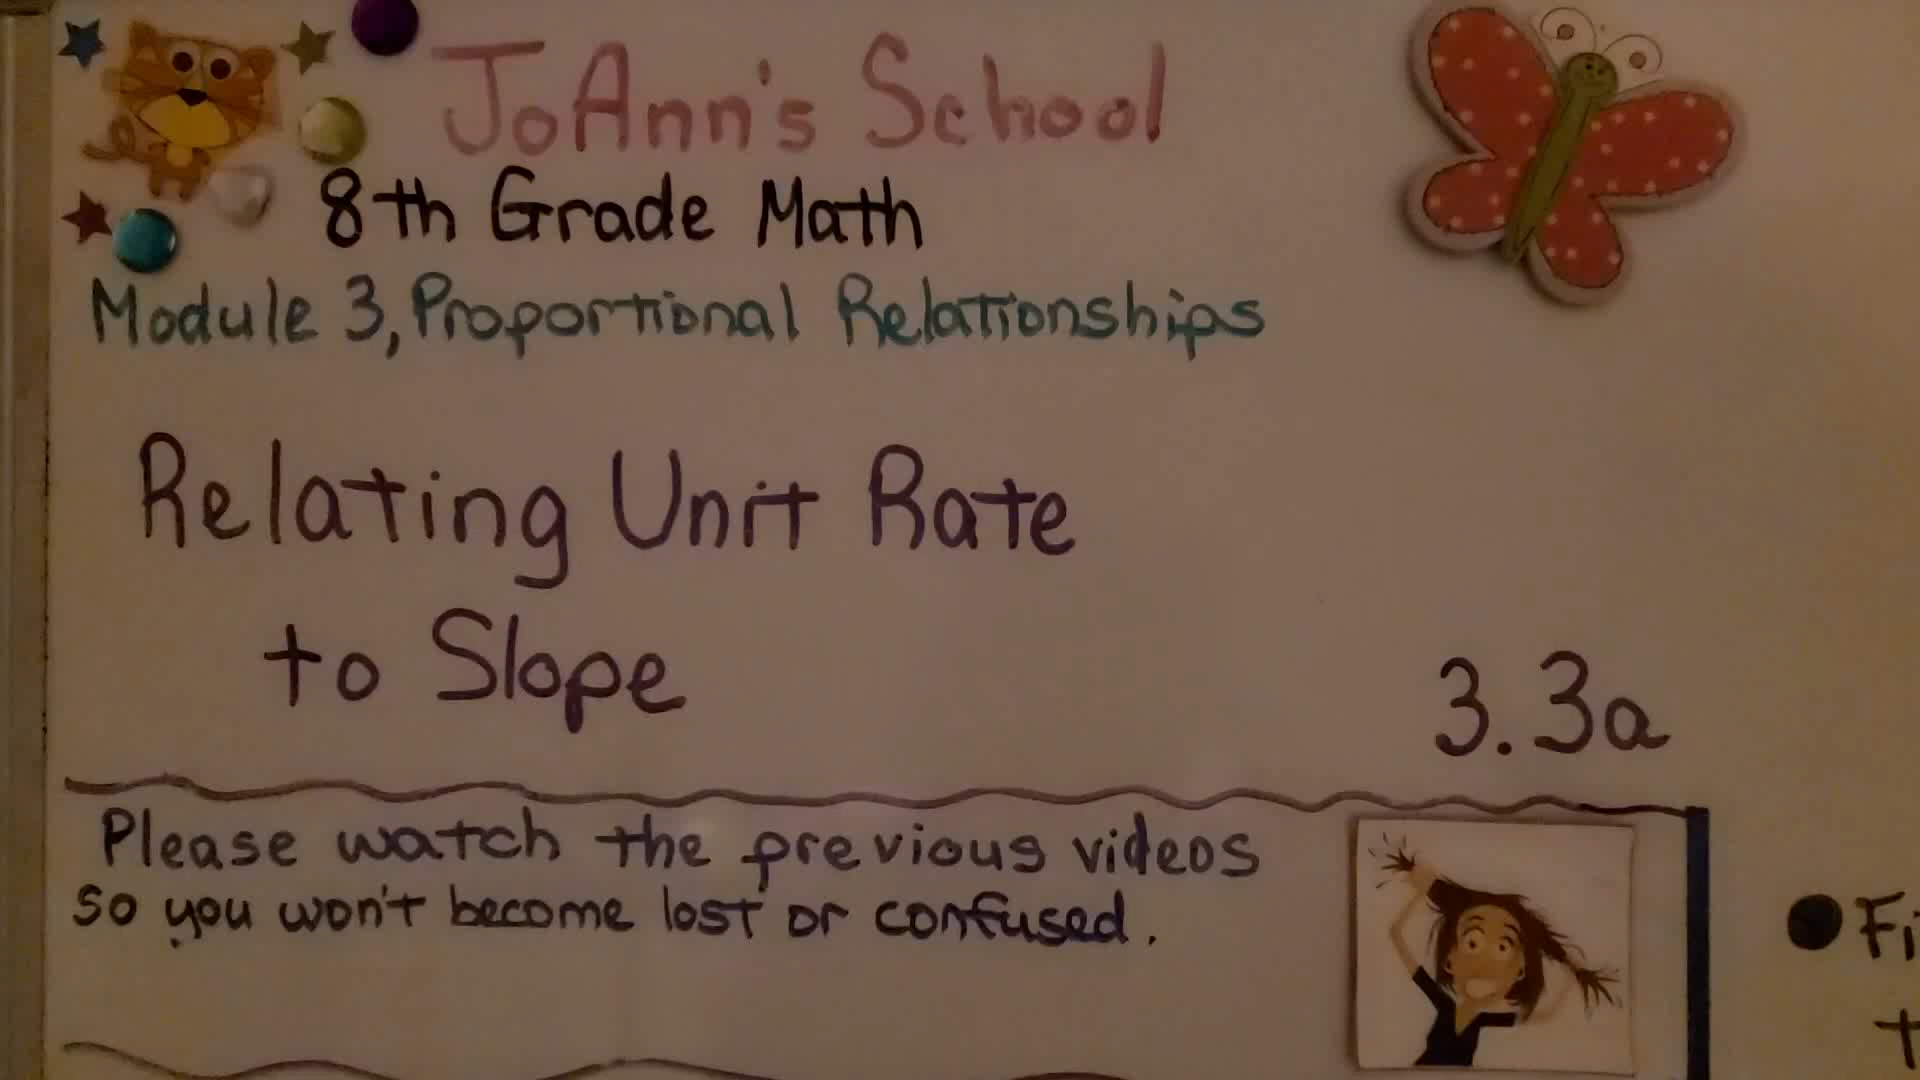 JoAnn's School
8th Grade Math
Module 3, Proportional Relationships
Relating Unit Rate
to Slope
3.3a
Please watch the previous videos
so you won't become lost or confused.